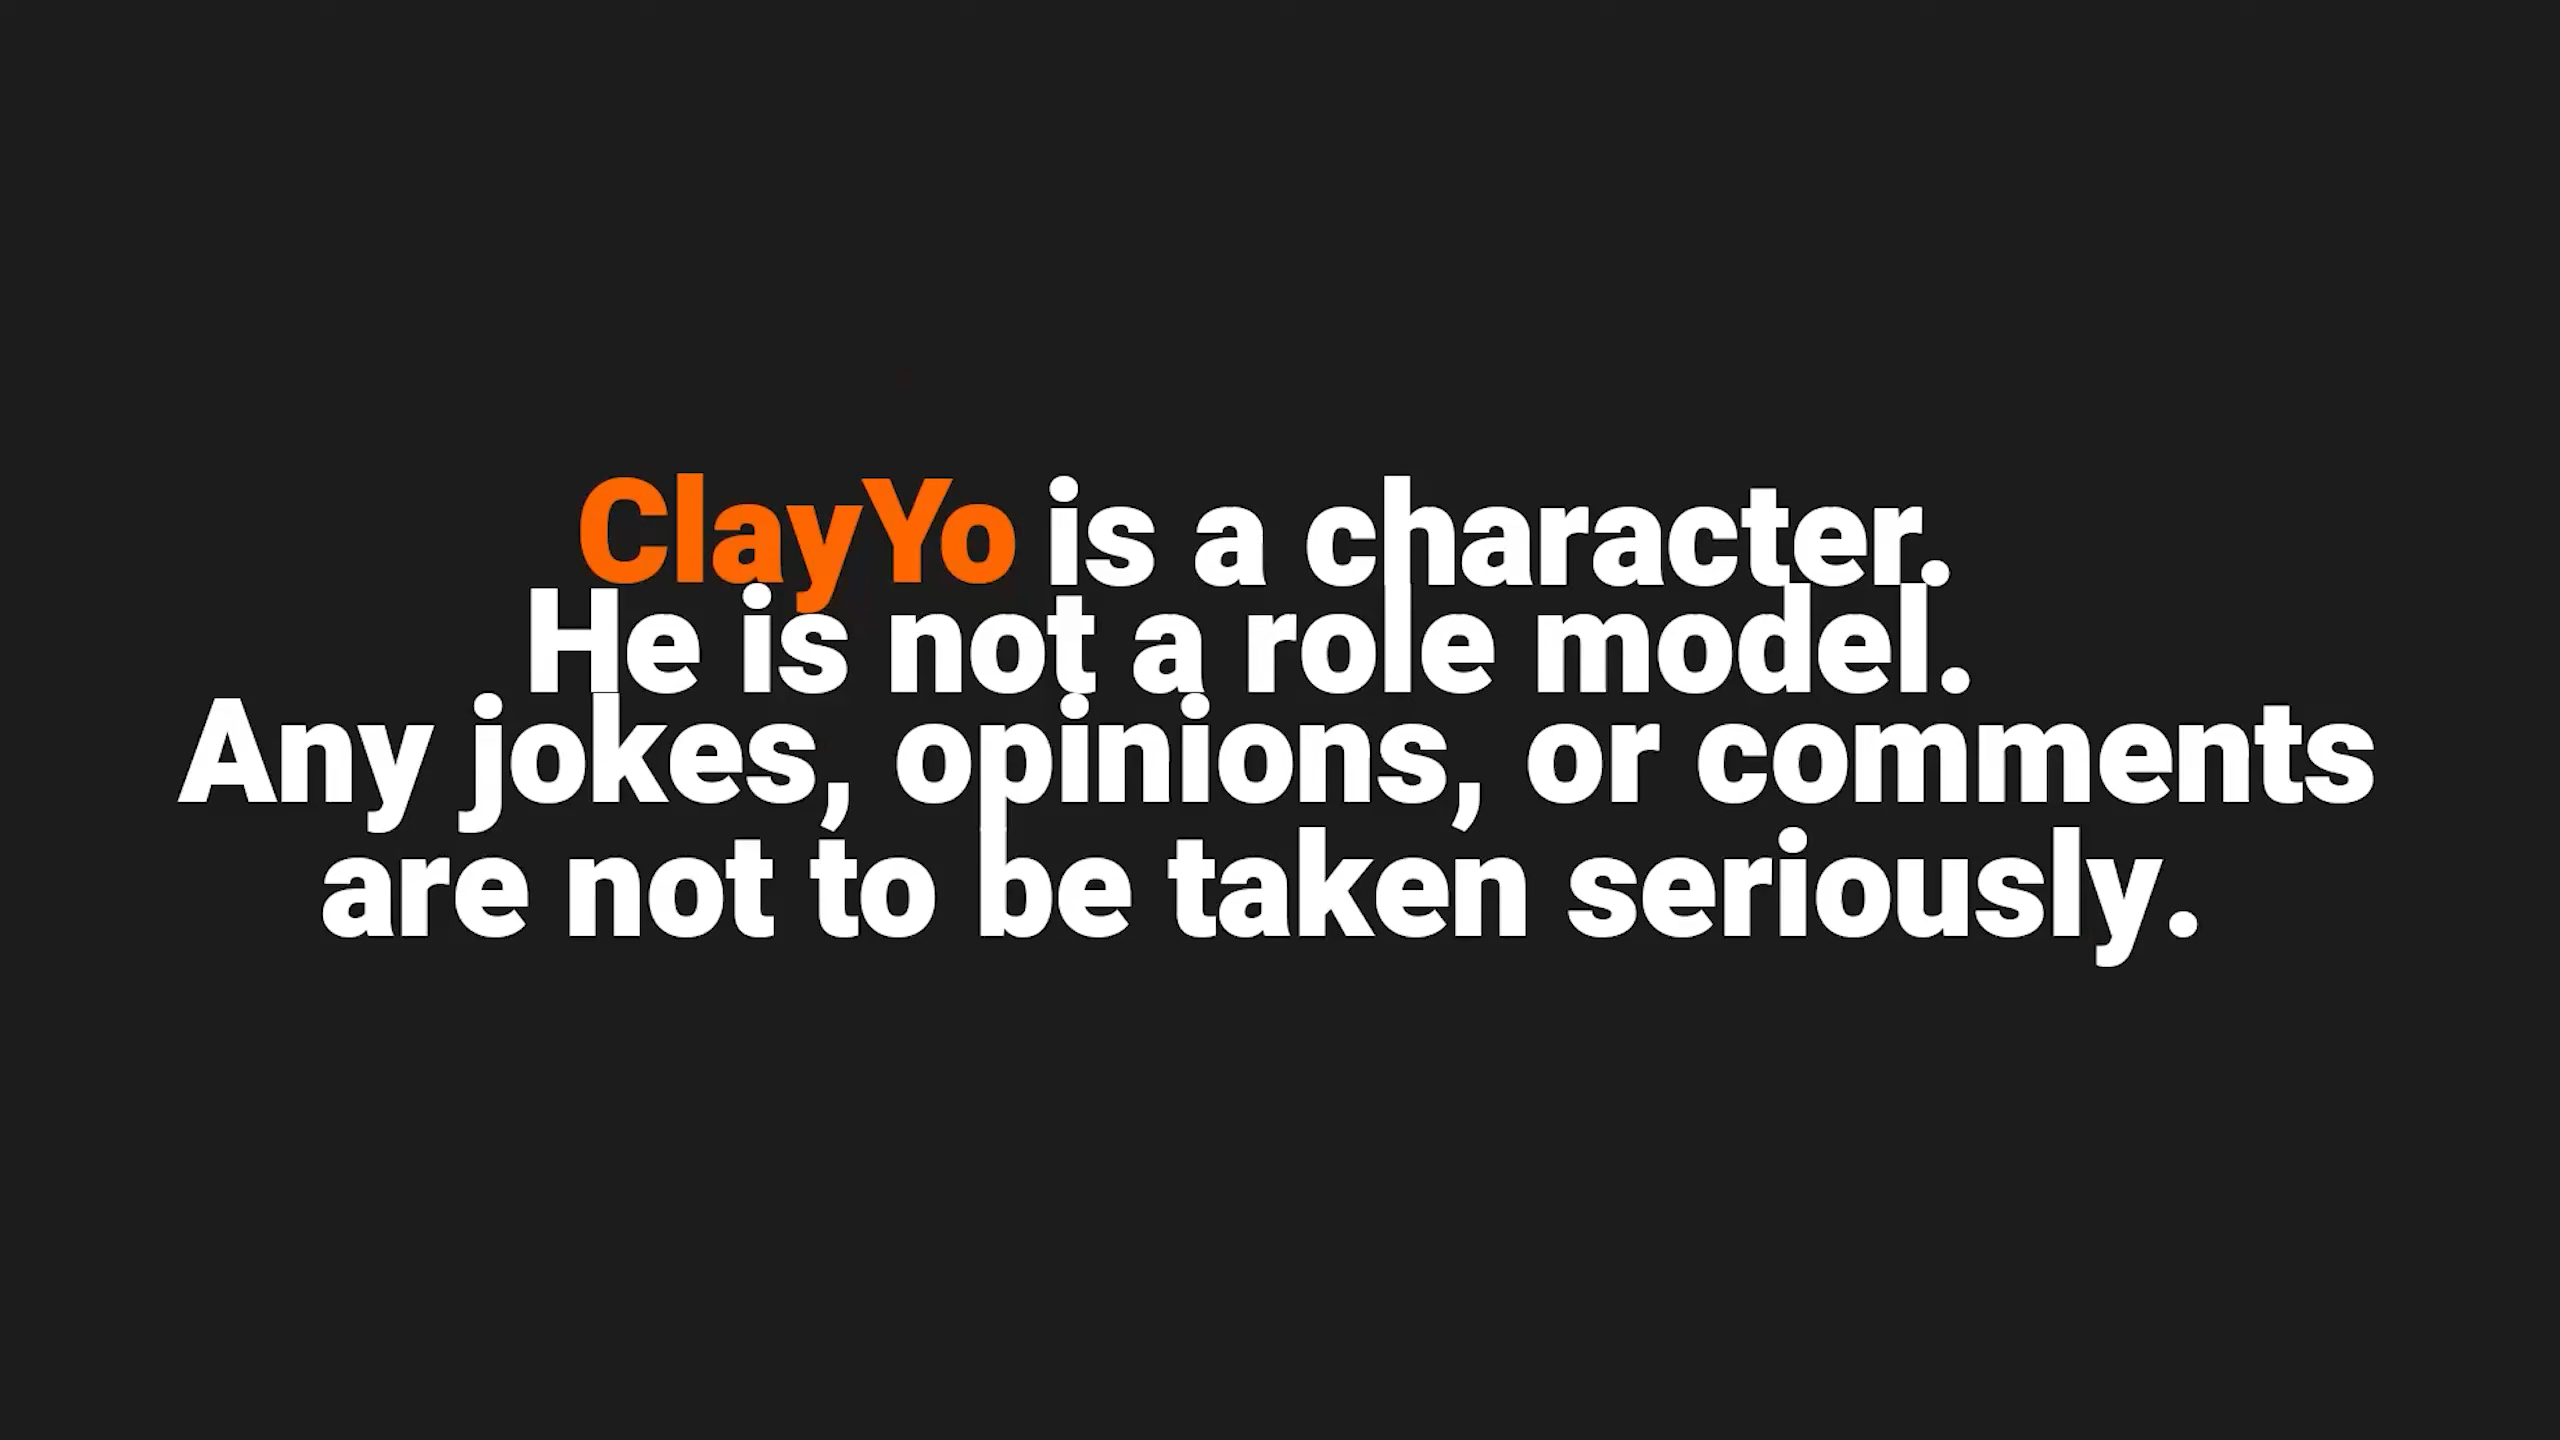 ClayYo is a character.
He is not a role model.
Any jokes, opinions, or comments
are not to be taken seriously.